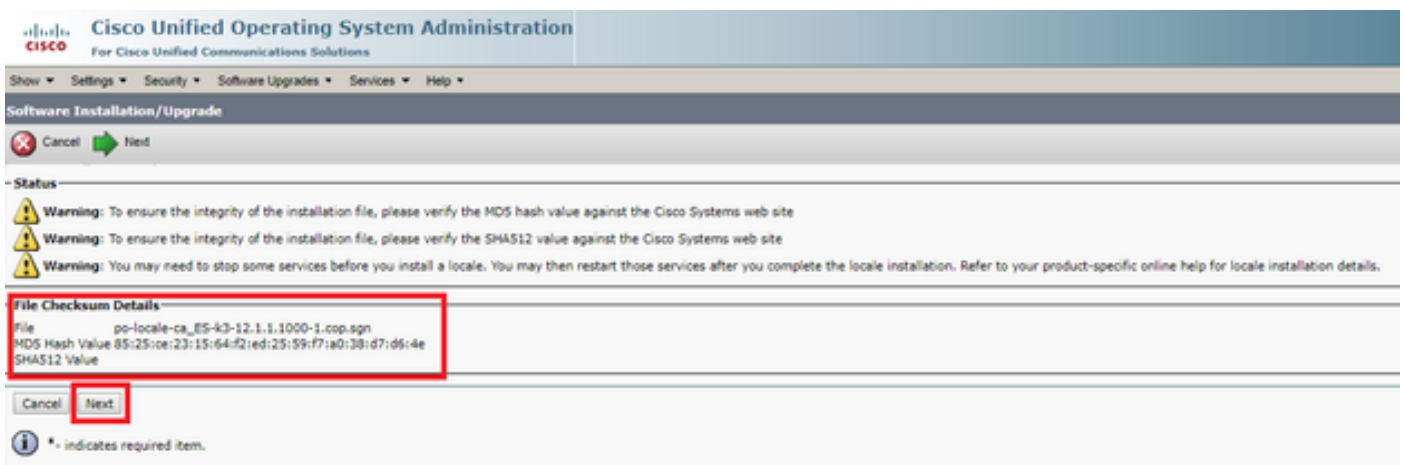 CISCO
Cisco Unified Operating System Administration
For Cisco Unified Communications Solutions
Show Settings Security Software Upgrades Services Help
Software Installation/Upgrade
Cancel Next
Status
Warning: To ensure the integrity of the installation file, please verify the MD5 hash value against the Cisco Systems web site
Warning: To ensure the integrity of the installation file, please verify the SHA512 value against the Cisco Systems web site
Warning: You may need to stop some services before you install a locale. You may then restart those services after you complete the locale installation. Refer to your product-specific online help for locale installation details.
File Checksum Details
File po-locale-ca_ES-k3-12.1.1.1000-1.cop.sgn
MD5 Hash Value 85:25:ce:23:15:64:f2:ed:25:59:f7:a0:38:d7:d6:4e
SHA512 Value
Cancel Next
*- indicates required item.